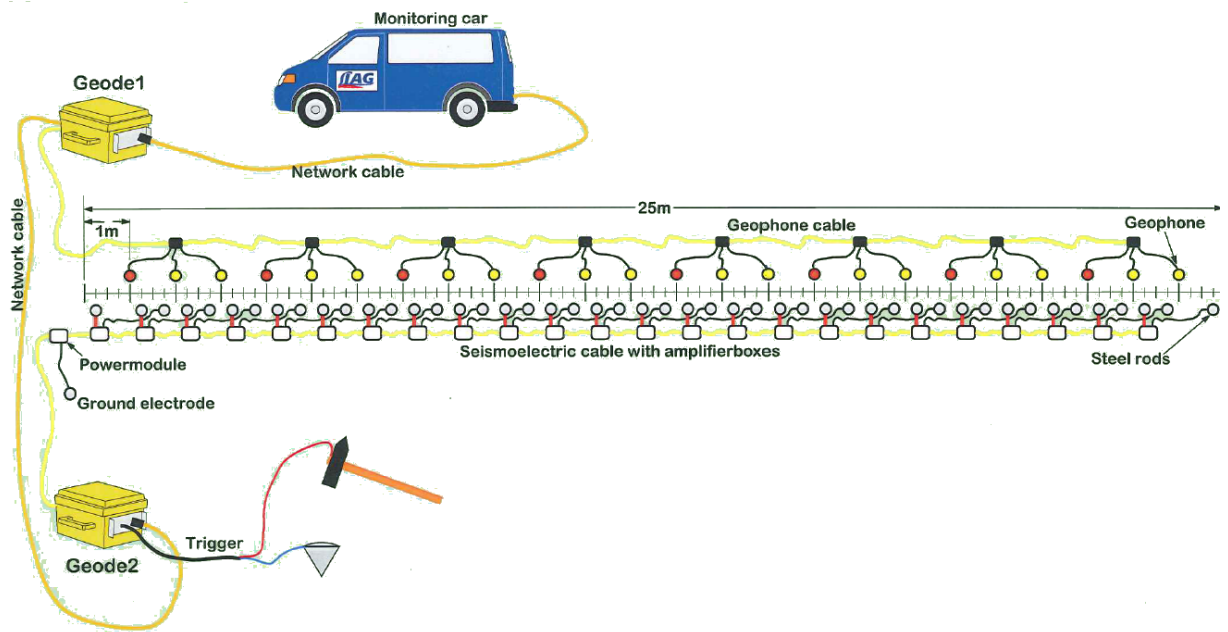 Monitoring car
Geode1
IIAG
Network cable
Network cable
25m
1m
Geophone cable
Geophone
Seismoelectric cable with amplifierboxes
Steel rods
Powermodule
Ground electrode
Trigger
Geode2